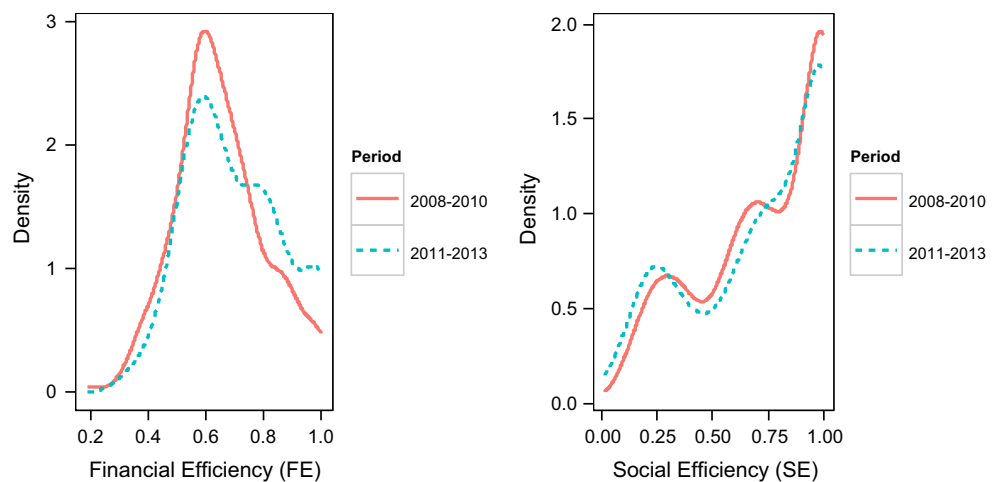 3
2
1
0
Density
0.2 0.4 0.6 0.8 1.0
Financial Efficiency (FE)
Period
2008-2010
2011-2013
2.0
1.5
1.0
0.5
0.0
Density
0.00 0.25 0.50 0.75 1.00
Social Efficiency (SE)
Period
2008-2010
2011-2013